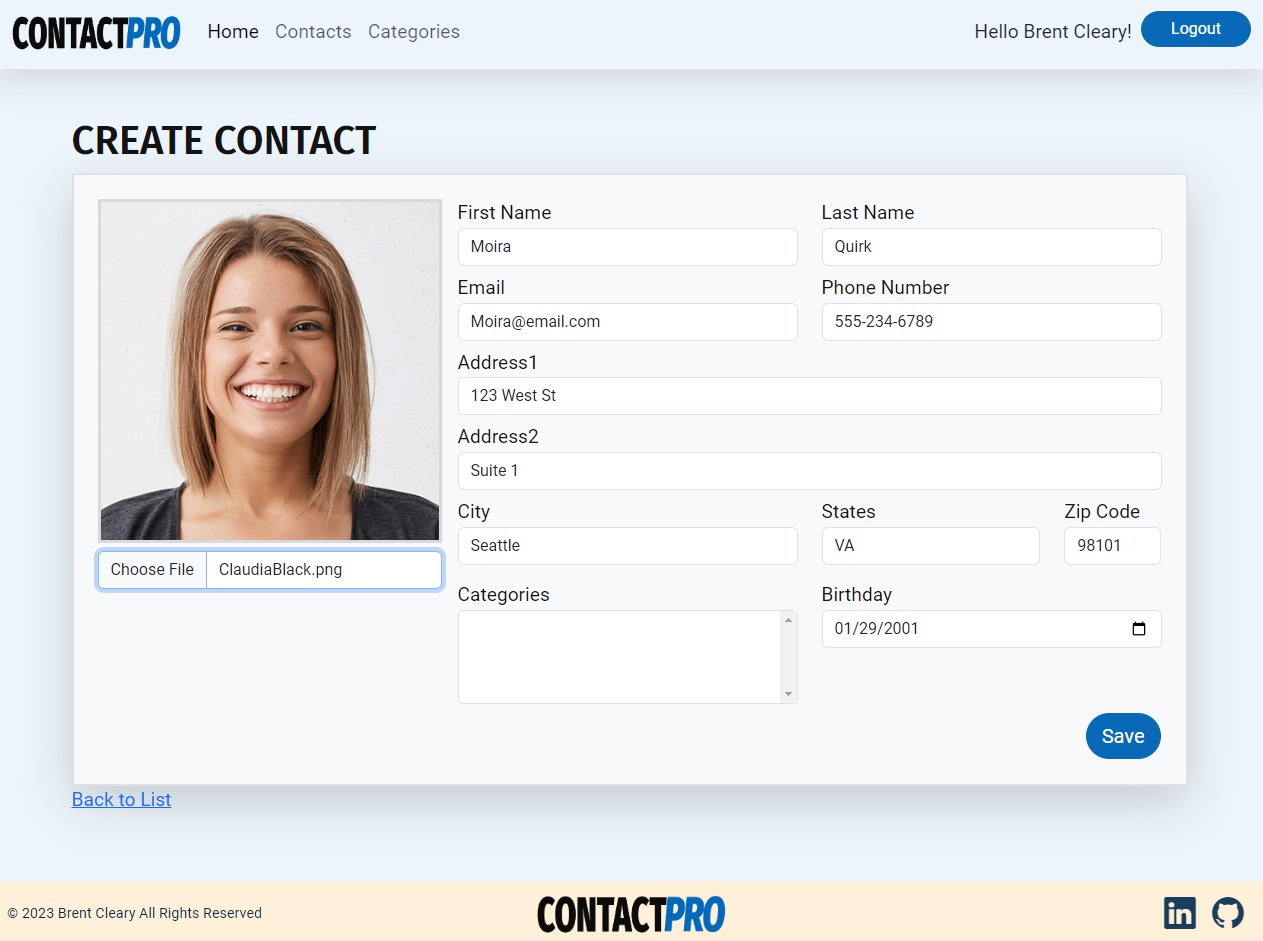 CONTACTPRO Home Contacts Categories Hello Brent Cleary! Logout
CREATE CONTACT
First Name Last Name
Moira Quirk
Email Phone Number
Moira@email.com 555-234-6789
Address1
123 West St
Address2
Suite 1
City States Zip Code
Seattle VA 98101
Choose File ClaudiaBlack.png
Categories Birthday
01/29/2001
Save
Back to List
© 2023 Brent Cleary All Rights Reserved CONTACTPRO in